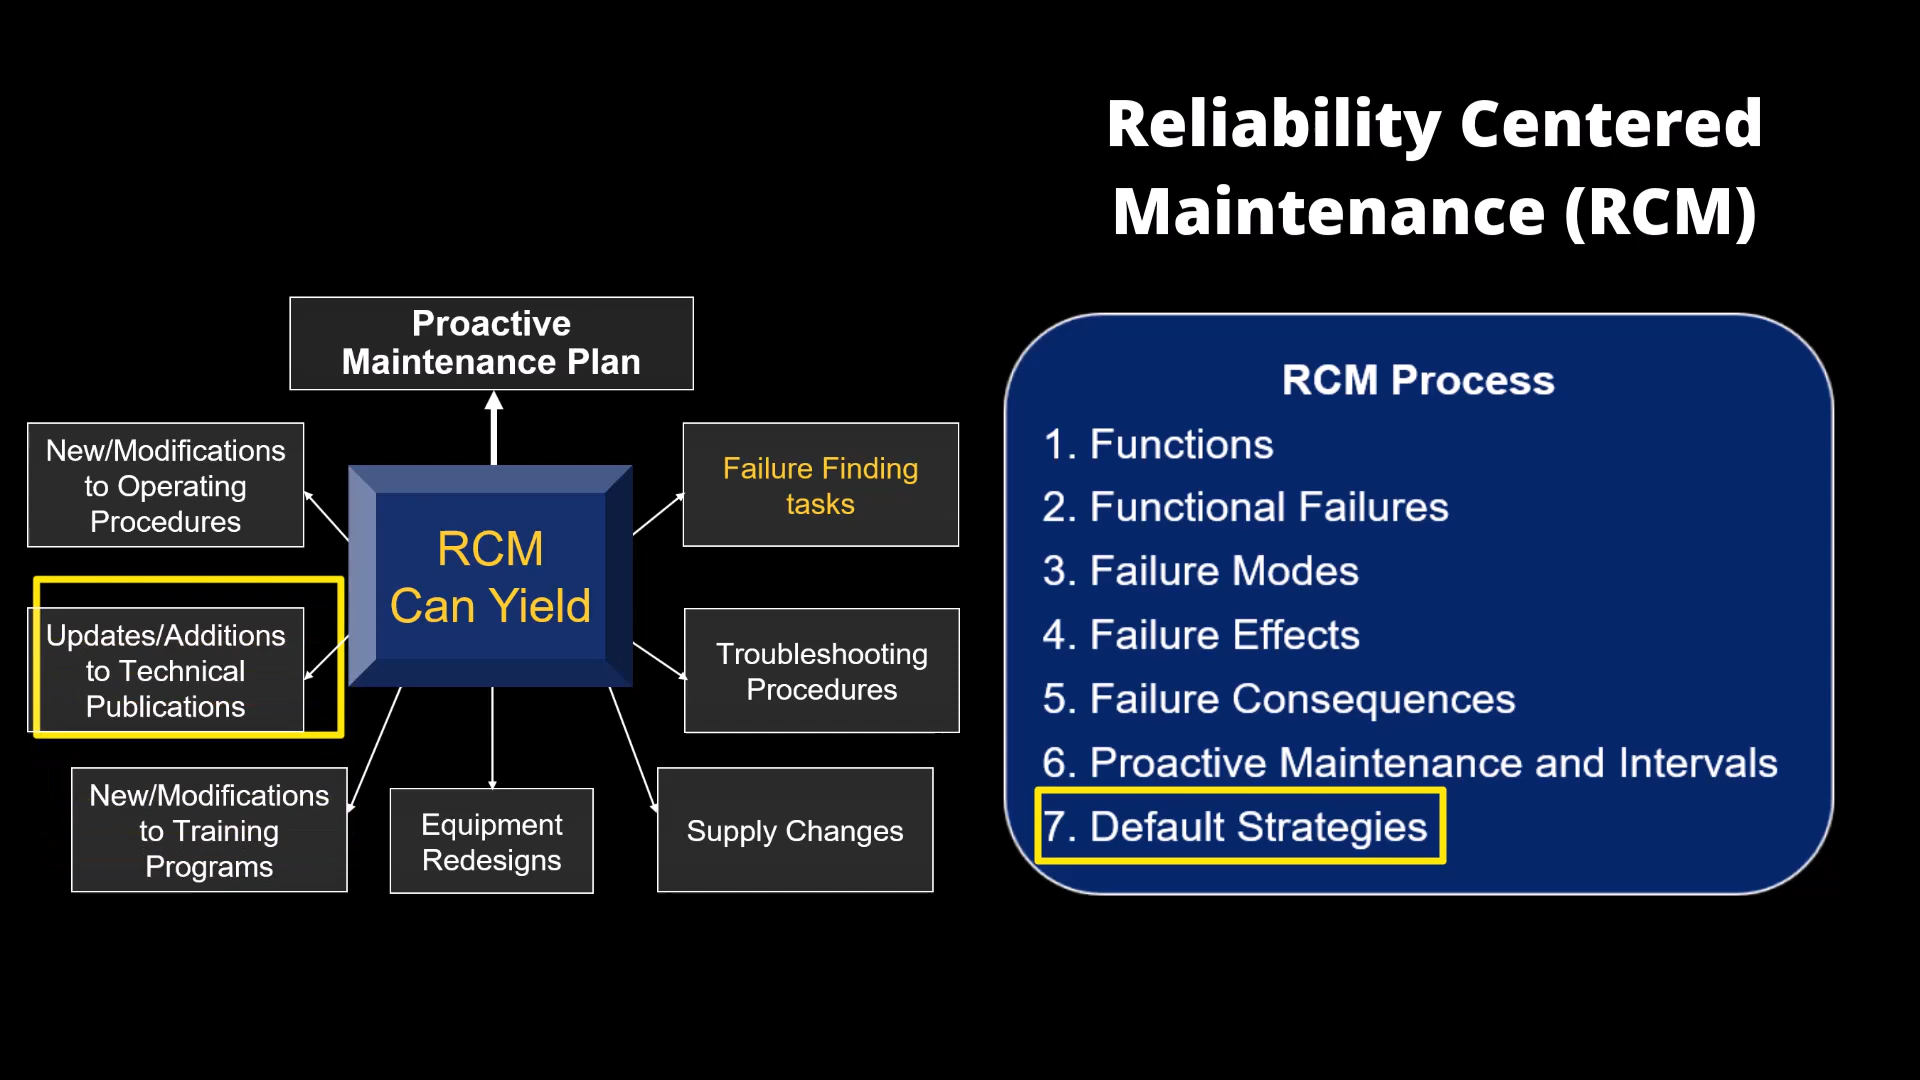 Reliability Centered
Maintenance (RCM)
Proactive
Maintenance Plan
New/Modifications
to Operating
Procedures
Failure Finding
tasks
RCM
Can Yield
Updates/Additions
to Technical
Publications
Troubleshooting
Procedures
New/Modifications
to Training
Programs
Equipment
Redesigns
Supply Changes
RCM Process
1. Functions
2. Functional Failures
3. Failure Modes
4. Failure Effects
5. Failure Consequences
6. Proactive Maintenance and Intervals
7. Default Strategies